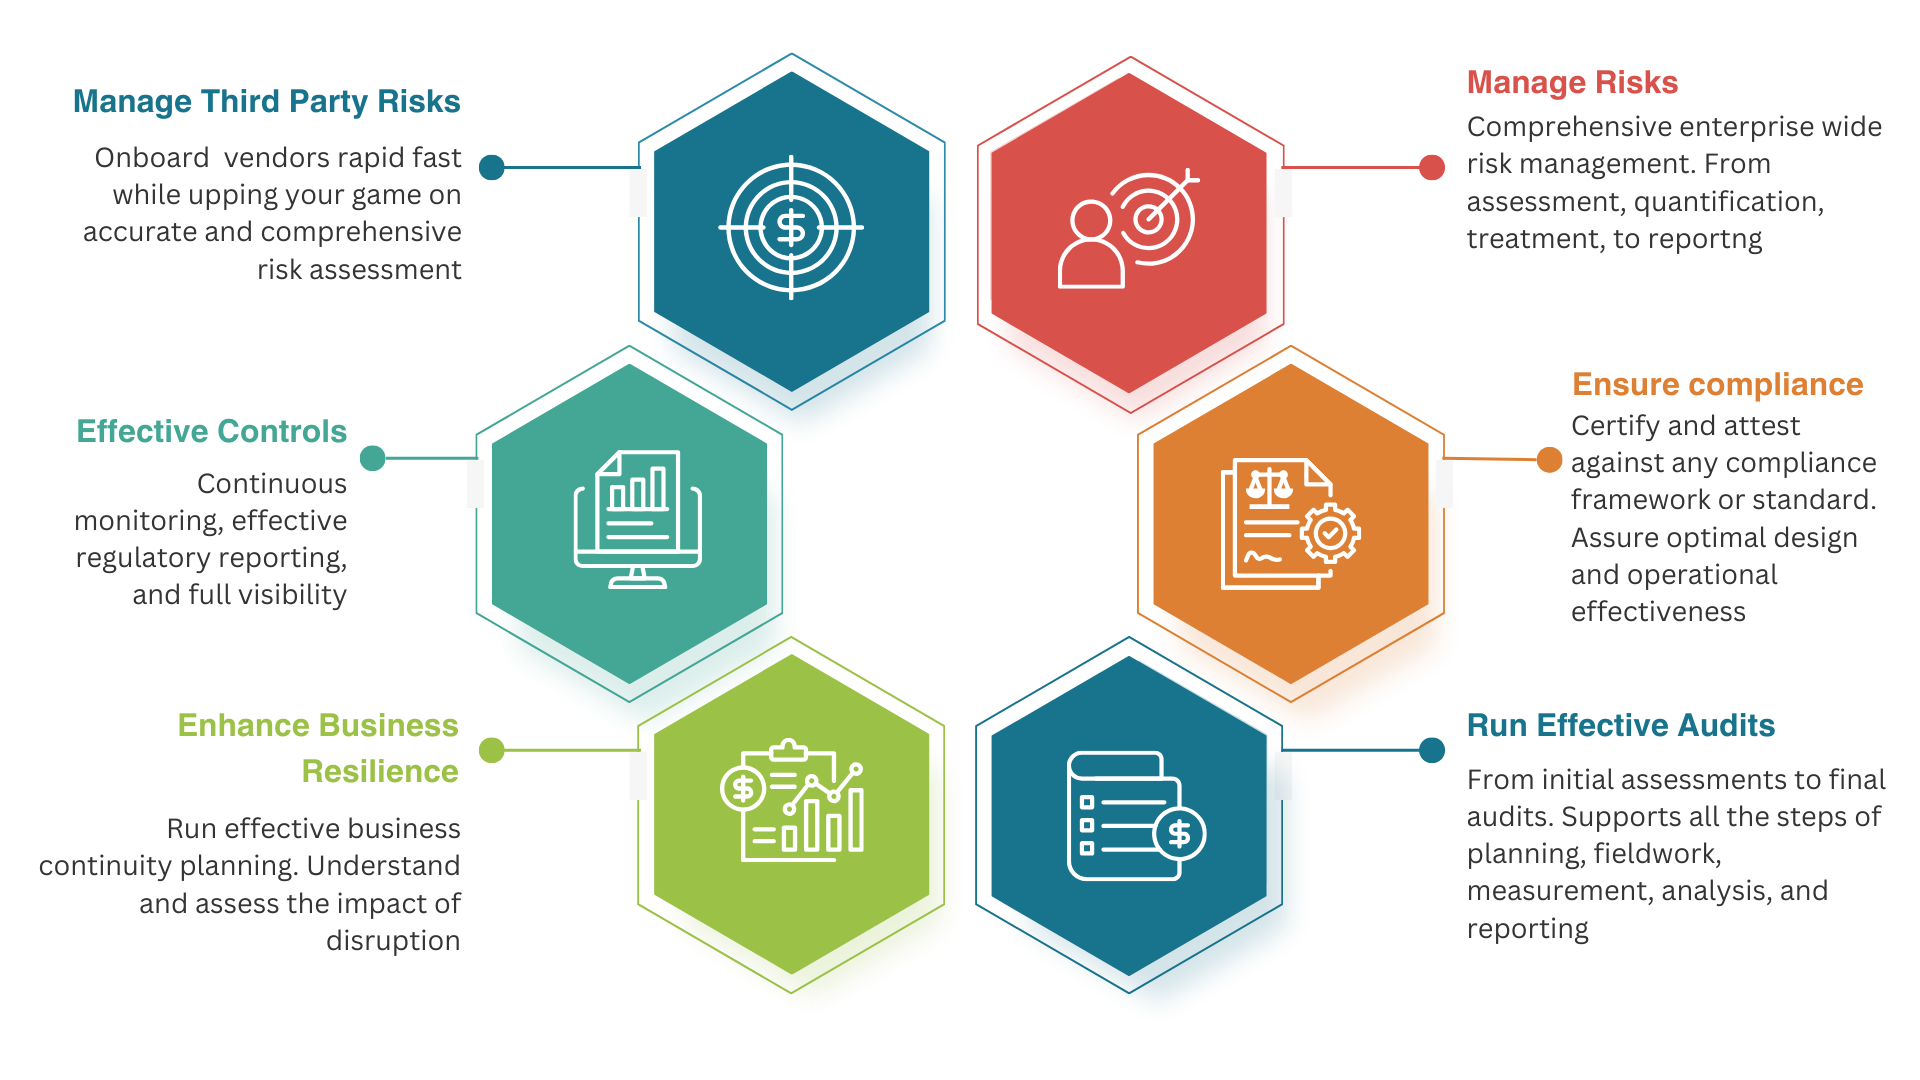 Manage Third Party Risks
Onboard  vendors rapid fast
while upping your game on
accurate and comprehensive
risk assessment
Manage Risks
Comprehensive enterprise wide
risk management. From
assessment, quantification,
treatment, to reportng
Effective Controls
Continuous
monitoring, effective
regulatory reporting,
and full visibility
Ensure compliance
Certify and attest
against any compliance
framework or standard.
Assure optimal design
and operational
effectiveness
Enhance Business
Resilience
Run effective business
continuity planning. Understand
and assess the impact of
disruption
Run Effective Audits
From initial assessments to final
audits. Supports all the steps of
planning, fieldwork,
measurement, analysis, and
reporting
$
$
$